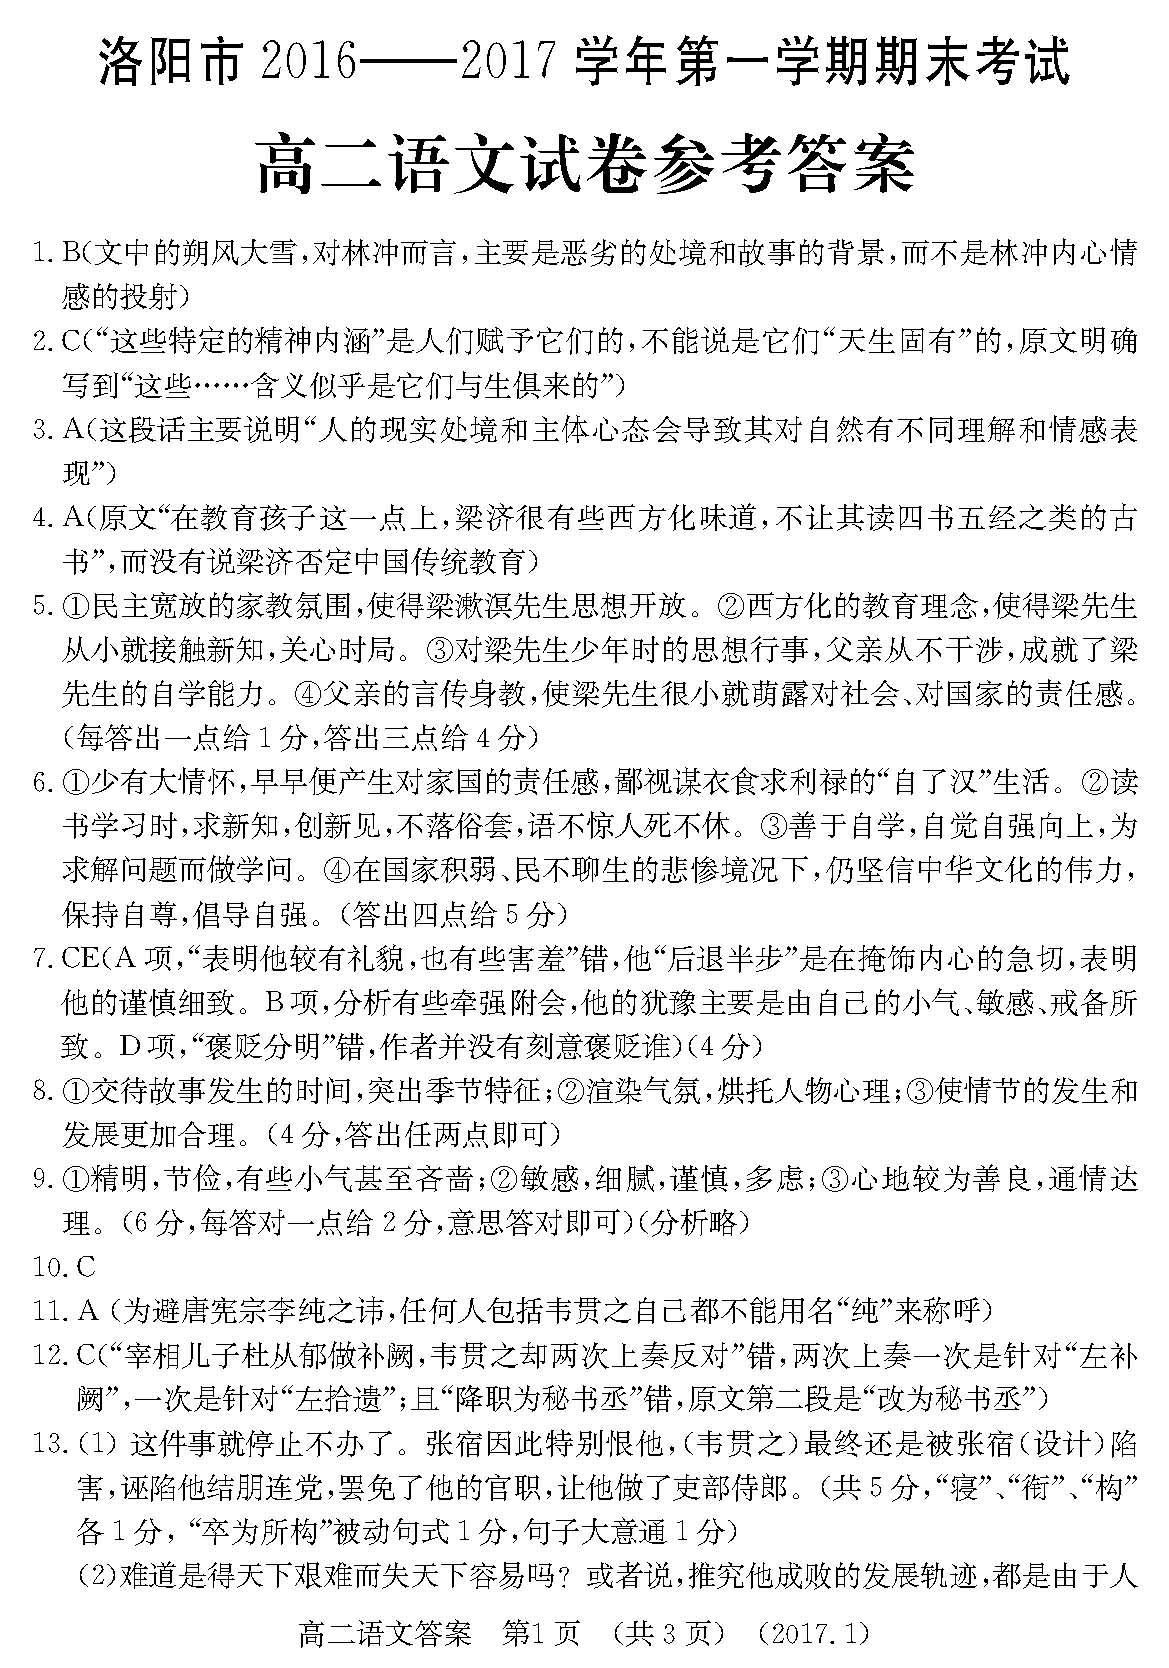 洛阳市 2016——2017 学年第一学期期末考试
高二语文试卷参考答案
1. B(文中的朔风大雪,对林冲而言,主要是恶劣的处境和故事的背景,而不是林冲内心情
感的投射)
2. C(“这些特定的精神内涵”是人们赋予它们的,不能说是它们“天生固有”的,原文明确
写到“这些……含义似乎是它们与生俱来的”)
3. A(这段话主要说明“人的现实处境和主体心态会导致其对自然有不同理解和情感表
现”)
4. A(原文“在教育孩子这一点上,梁济很有些西方化味道,不让其读四书五经之类的古
书”,而没有说梁济否定中国传统教育)
5. ①民主宽放的家教氛围,使得梁漱溟先生思想开放。②西方化的教育理念,使得梁先生
从小就接触新知,关心时局。③对梁先生少年时的思想行事,父亲从不干涉,成就了梁
先生的自学能力。④父亲的言传身教,使梁先生很小就萌露对社会、对国家的责任感。
(每答出一点给 1 分,答出三点给 4 分)
6. ①少有大情怀,早早便产生对家国的责任感,鄙视谋衣食求利禄的“自了汉”生活。②读
书学习时,求新知,创新见,不落俗套,语不惊人死不休。③善于自学,自觉自强向上,为
求解问题而做学问。④在国家积弱、民不聊生的悲惨境况下,仍坚信中华文化的伟力,
保持自尊,倡导自强。(答出四点给 5 分)
7. CE(A 项,“表明他较有礼貌,也有些害羞”错,他“后退半步”是在掩饰内心的急切,表明
他的谨慎细致。B 项,分析有些牵强附会,他的犹豫主要是由自己的小气、敏感、戒备所
致。D 项,“褒贬分明”错,作者并没有刻意褒贬谁)(4 分)
8. ①交待故事发生的时间,突出季节特征;②渲染气氛,烘托人物心理;③使情节的发生和
发展更加合理。(4 分,答出任两点即可)
9. ①精明,节俭,有些小气甚至吝啬;②敏感,细腻,谨慎,多虑;③心地较为善良,通情达
理。(6 分,每答对一点给 2 分,意思答对即可)(分析略)
10. C
11. A (为避唐宪宗李纯之讳,任何人包括韦贯之自己都不能用名“纯”来称呼)
12. C(“宰相儿子杜从郁做补阙,韦贯之却两次上奏反对”错,两次上奏一次是针对“左补
阙”,一次是针对“左拾遗”;且“降职为秘书丞”错,原文第二段是“改为秘书丞”)
13. (1) 这件事就停止不办了。张宿因此特别恨他,(韦贯之)最终还是被张宿(设计)陷
害,诬陷他结朋连党,罢免了他的官职,让他做了吏部侍郎。(共 5 分,“寝”、“衔”、“构”
各 1 分, “卒为所构”被动句式 1 分,句子大意通 1 分)
(2)难道是得天下艰难而失天下容易吗? 或者说,推究他成败的发展轨迹,都是由于人
高二语文答案 第1 页 (共 3 页) (2017. 1)